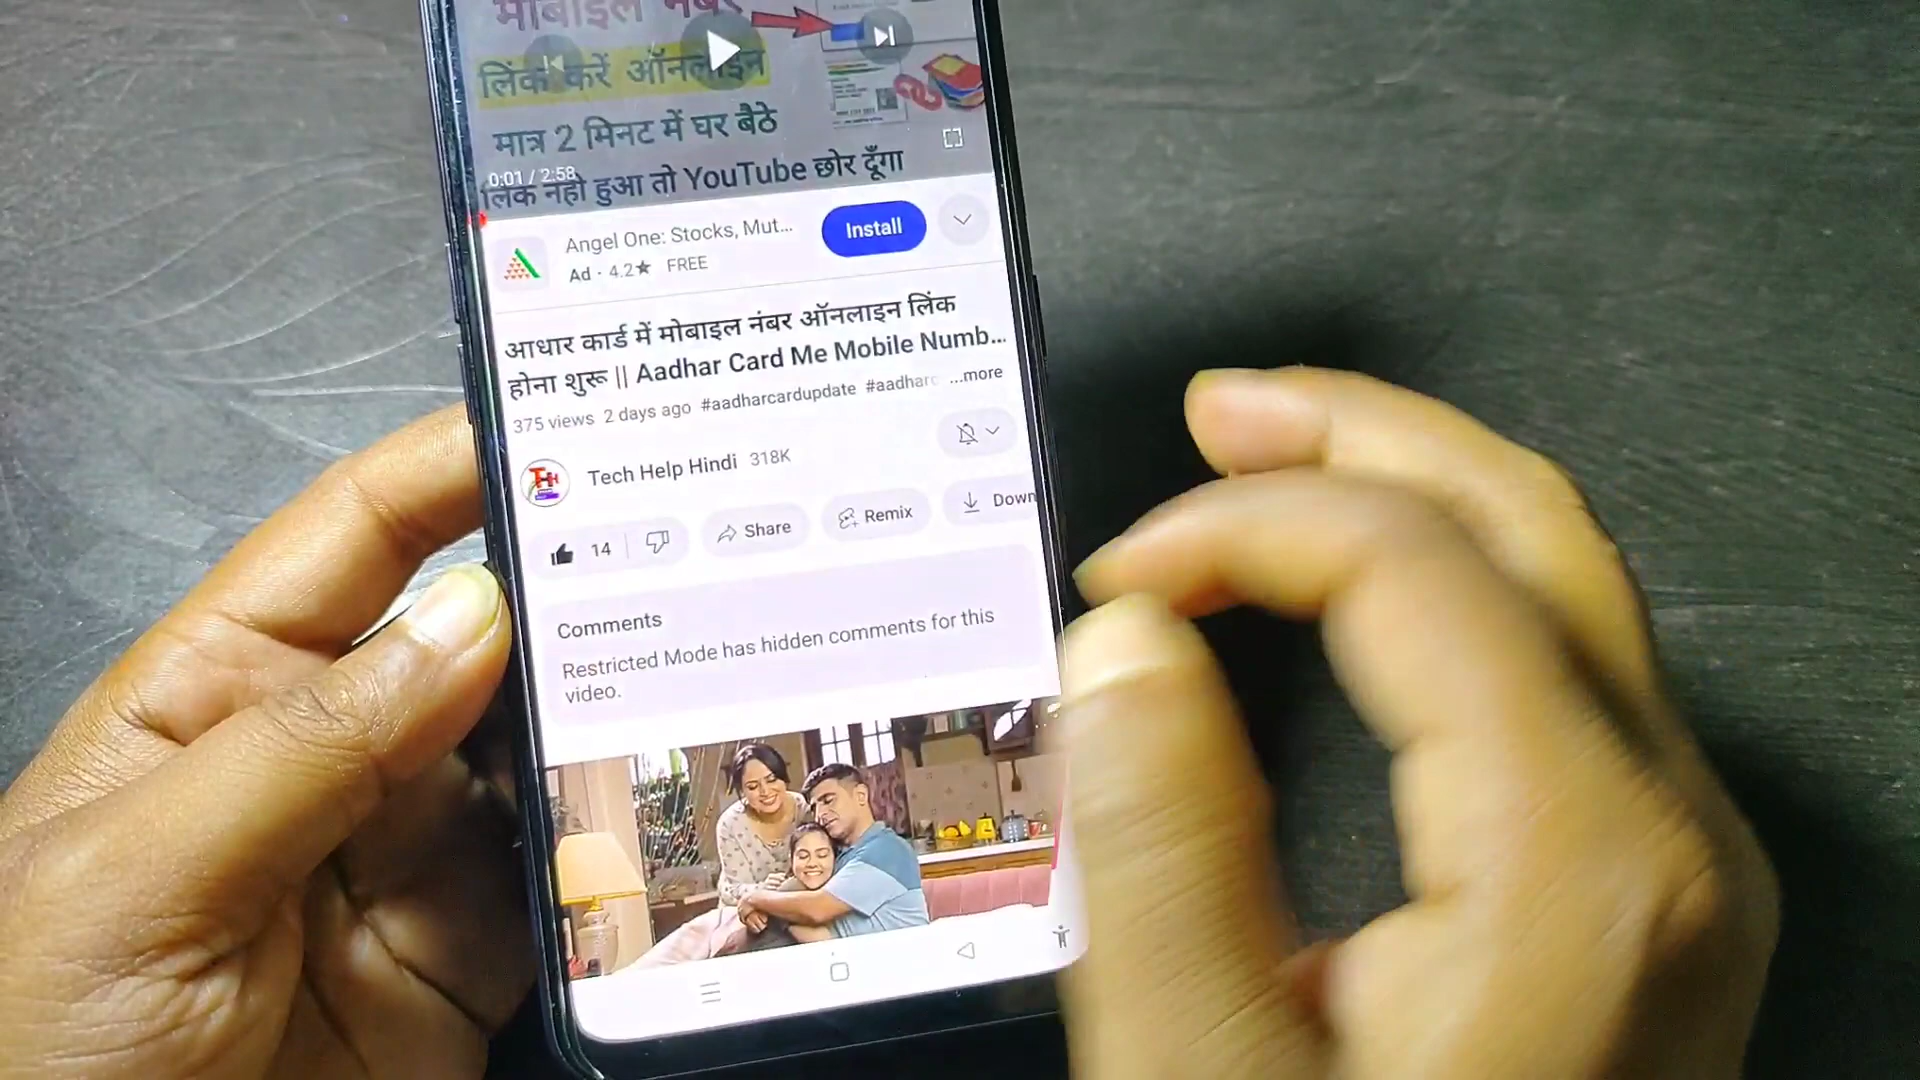 मोबाइल नंबर
लिंक करें ऑनलाइन
मात्र 2 मिनट में घर बैठे
लिंक नहीं हुआ तो YouTube छोर दूँगा
0:01 / 2:58
Angel One: Stocks, Mut...
Ad · 4.2★ FREE
Install
आधार कार्ड में मोबाइल नंबर ऑनलाइन लिंक
होना शुरू || Aadhar Card Me Mobile Numb...
375 views 2 days ago #aadharcardupdate #aadharc ...more
Tech Help Hindi 318K
14 Share Remix Down
Comments
Restricted Mode has hidden comments for this
video.